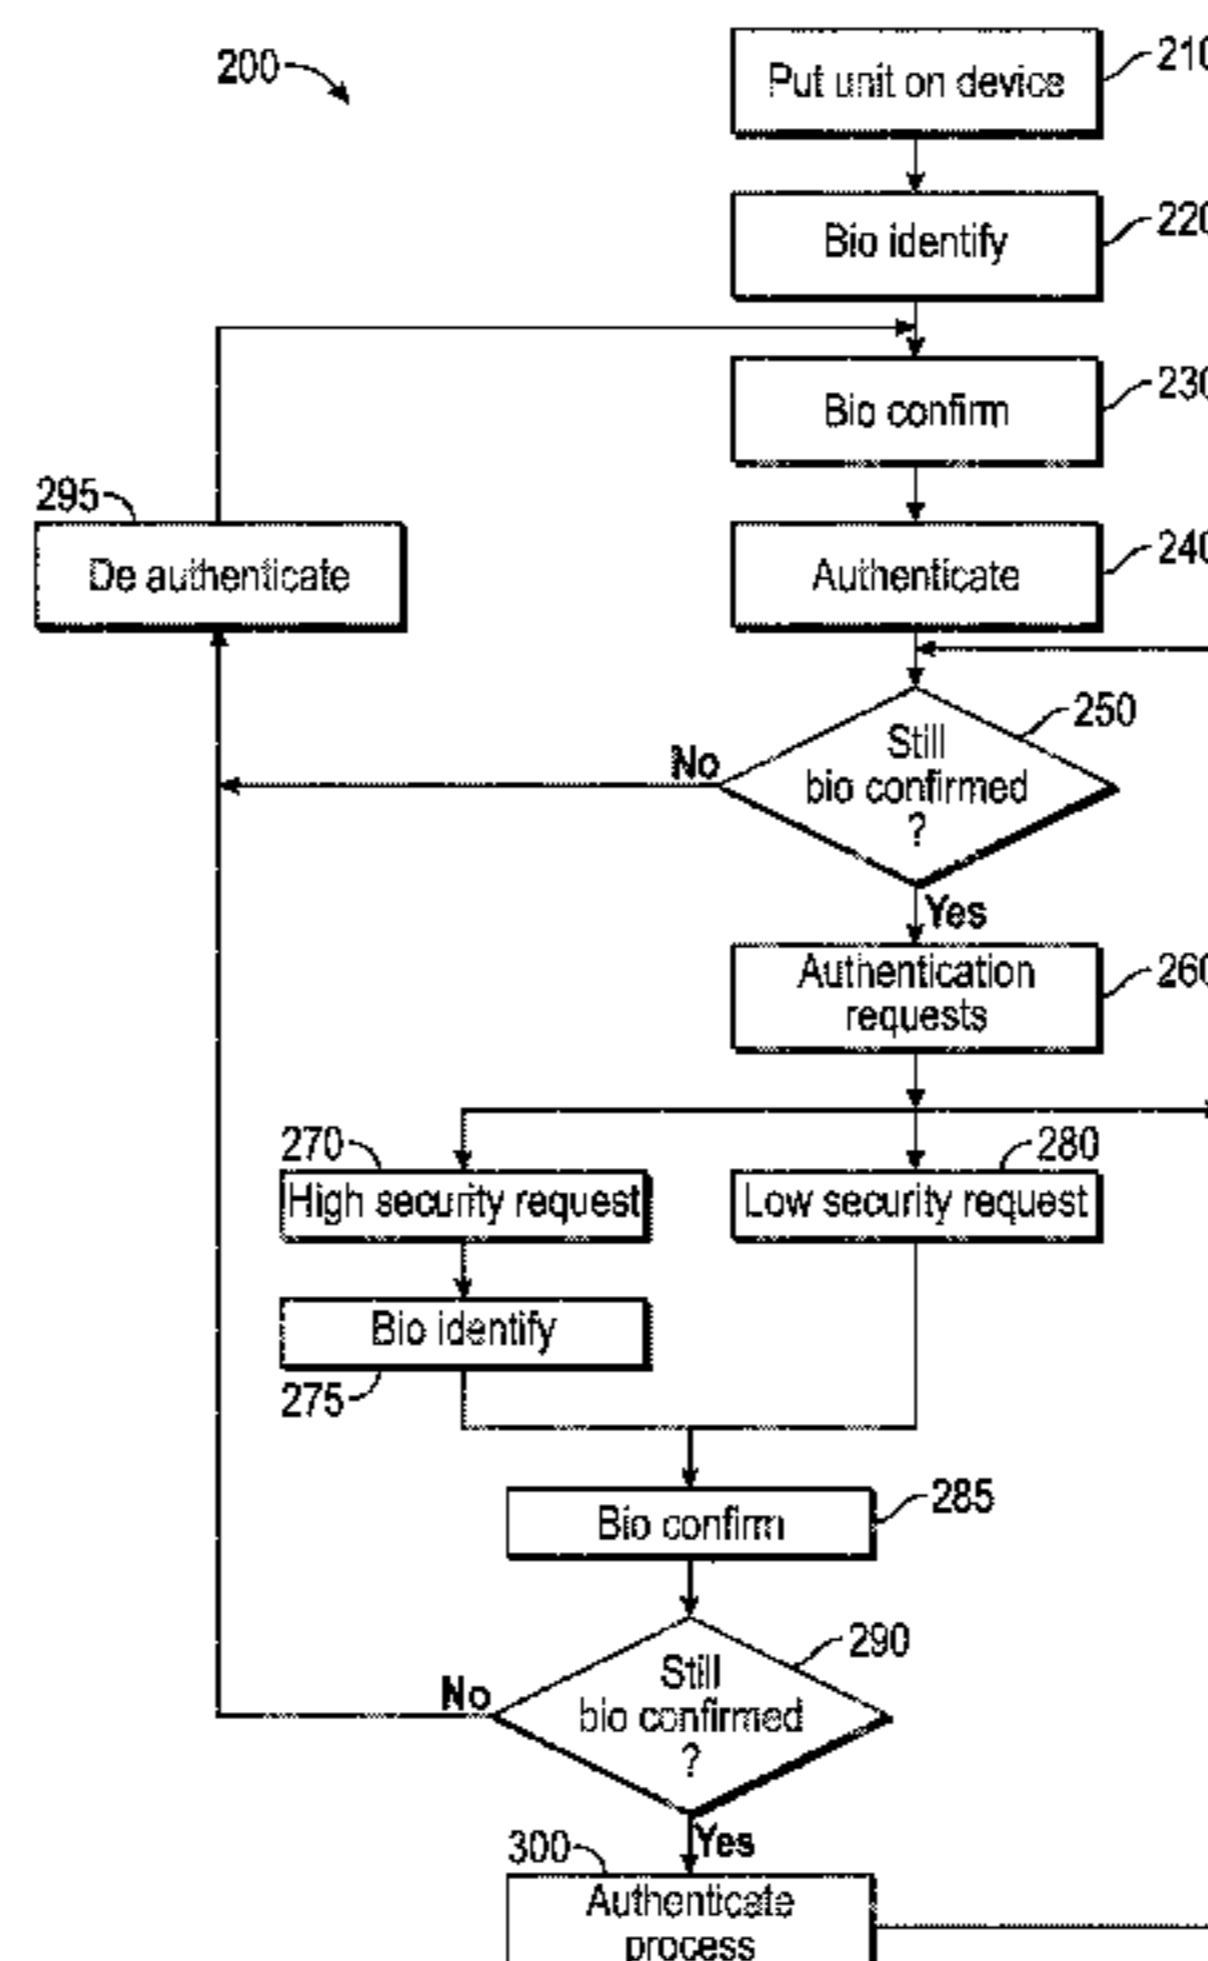 200
Put unit on device
210
Bio identify
220
Bio confirm
230
295
De authenticate
Authenticate
240
250
Still
bio confirmed
?
No
Yes
Authentication
requests
260
270
High security request
280
Low security request
Bio identify
275
Bio confirm
285
290
Still
bio confirmed
?
No
Yes
300
Authenticate
process